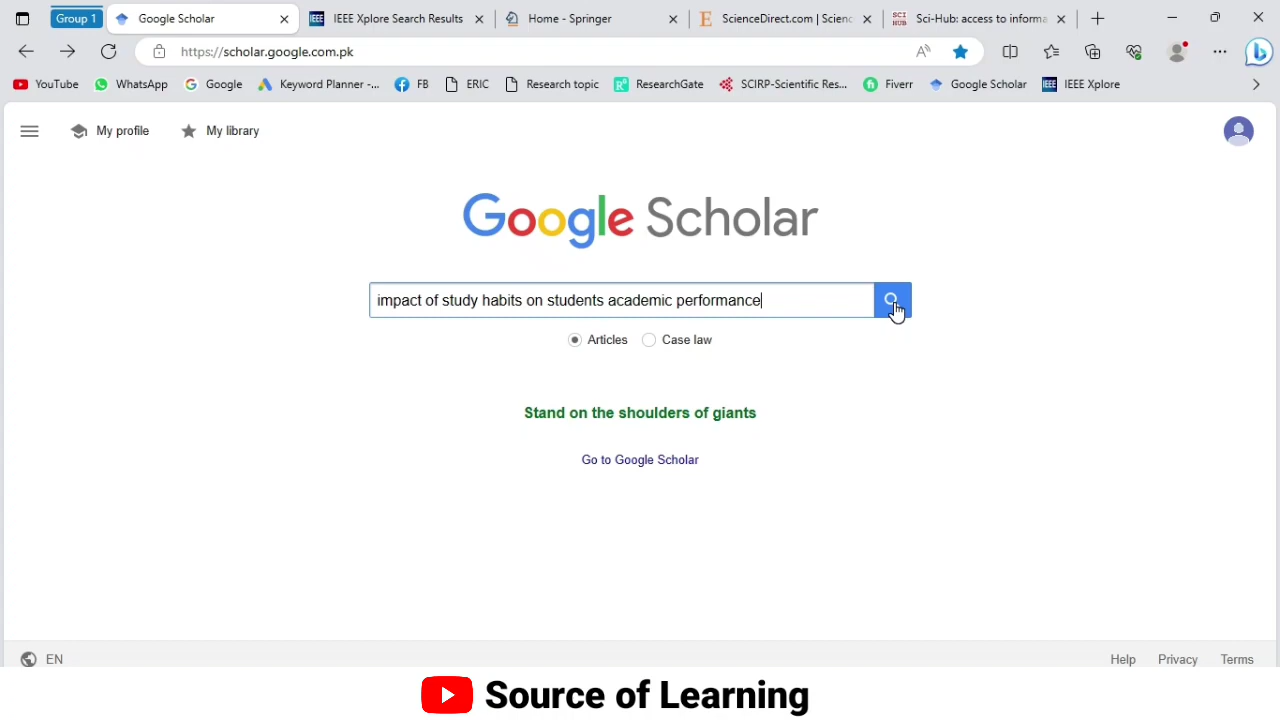 Group 1
Google Scholar
IEEE Xplore Search Results
Home - Springer
ScienceDirect.com | Scienc
Sci-Hub: access to informa
https://scholar.google.com.pk
YouTube
WhatsApp
Google
Keyword Planner -...
FB
ERIC
Research topic
ResearchGate
SCIRP-Scientific Res...
Fiverr
Google Scholar
IEEE Xplore
My profile
My library
Google Scholar
impact of study habits on students academic performance
Articles
Case law
Stand on the shoulders of giants
Go to Google Scholar
EN
Help
Privacy
Terms
Source of Learning